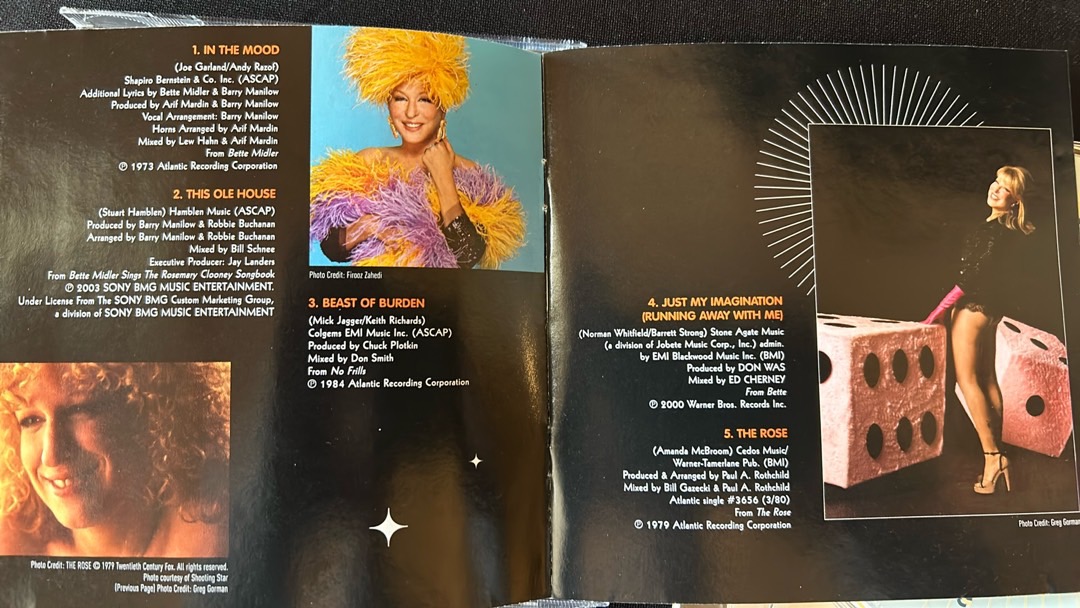 1. IN THE MOOD
(Joe Garland/Andy Razof)
Shapiro Bernstein & Co. Inc. (ASCAP)
Additional Lyrics by Bette Midler & Barry Manilow
Produced by Arif Mardin & Barry Manilow
Vocal Arrangement: Barry Manilow
Horns Arranged by Arif Mardin
Mixed by Lew Hahn & Arif Mardin
From Bette Midler
℗ 1973 Atlantic Recording Corporation
2. THIS OLE HOUSE
(Stuart Hamblen) Hamblen Music (ASCAP)
Produced by Barry Manilow & Robbie Buchanan
Arranged by Barry Manilow & Robbie Buchanan
Mixed by Bill Schnee
Executive Producer: Jay Landers
From Bette Midler Sings The Rosemary Clooney Songbook
℗ 2003 SONY BMG MUSIC ENTERTAINMENT.
Under License From The SONY BMG Custom Marketing Group,
a division of SONY BMG MUSIC ENTERTAINMENT
Photo Credit: THE ROSE © 1979 Twentieth Century Fox. All rights reserved.
Photo courtesy of Shooting Star
(Previous Page) Photo Credit: Greg Gorman
Photo Credit: Firooz Zahedi
3. BEAST OF BURDEN
(Mick Jagger/Keith Richards)
Colgems EMI Music Inc. (ASCAP)
Produced by Chuck Plotkin
Mixed by Don Smith
From No Frills
℗ 1984 Atlantic Recording Corporation
4. JUST MY IMAGINATION
(RUNNING AWAY WITH ME)
(Norman Whitfield/Barrett Strong) Stone Agate Music
(a division of Jobete Music Corp., Inc.) admin.
by EMI Blackwood Music Inc. (BMI)
Produced by DON WAS
Mixed by ED CHERNEY
From Bette
℗ 2000 Warner Bros. Records Inc.
5. THE ROSE
(Amanda McBroom) Cedos Music/
Warner-Tamerlane Pub. (BMI)
Produced & Arranged by Paul A. Rothchild
Mixed by Bill Gazecki & Paul A. Rothchild
Atlantic single #3656 (3/80)
From The Rose
℗ 1979 Atlantic Recording Corporation
Photo Credit: Greg Gorman